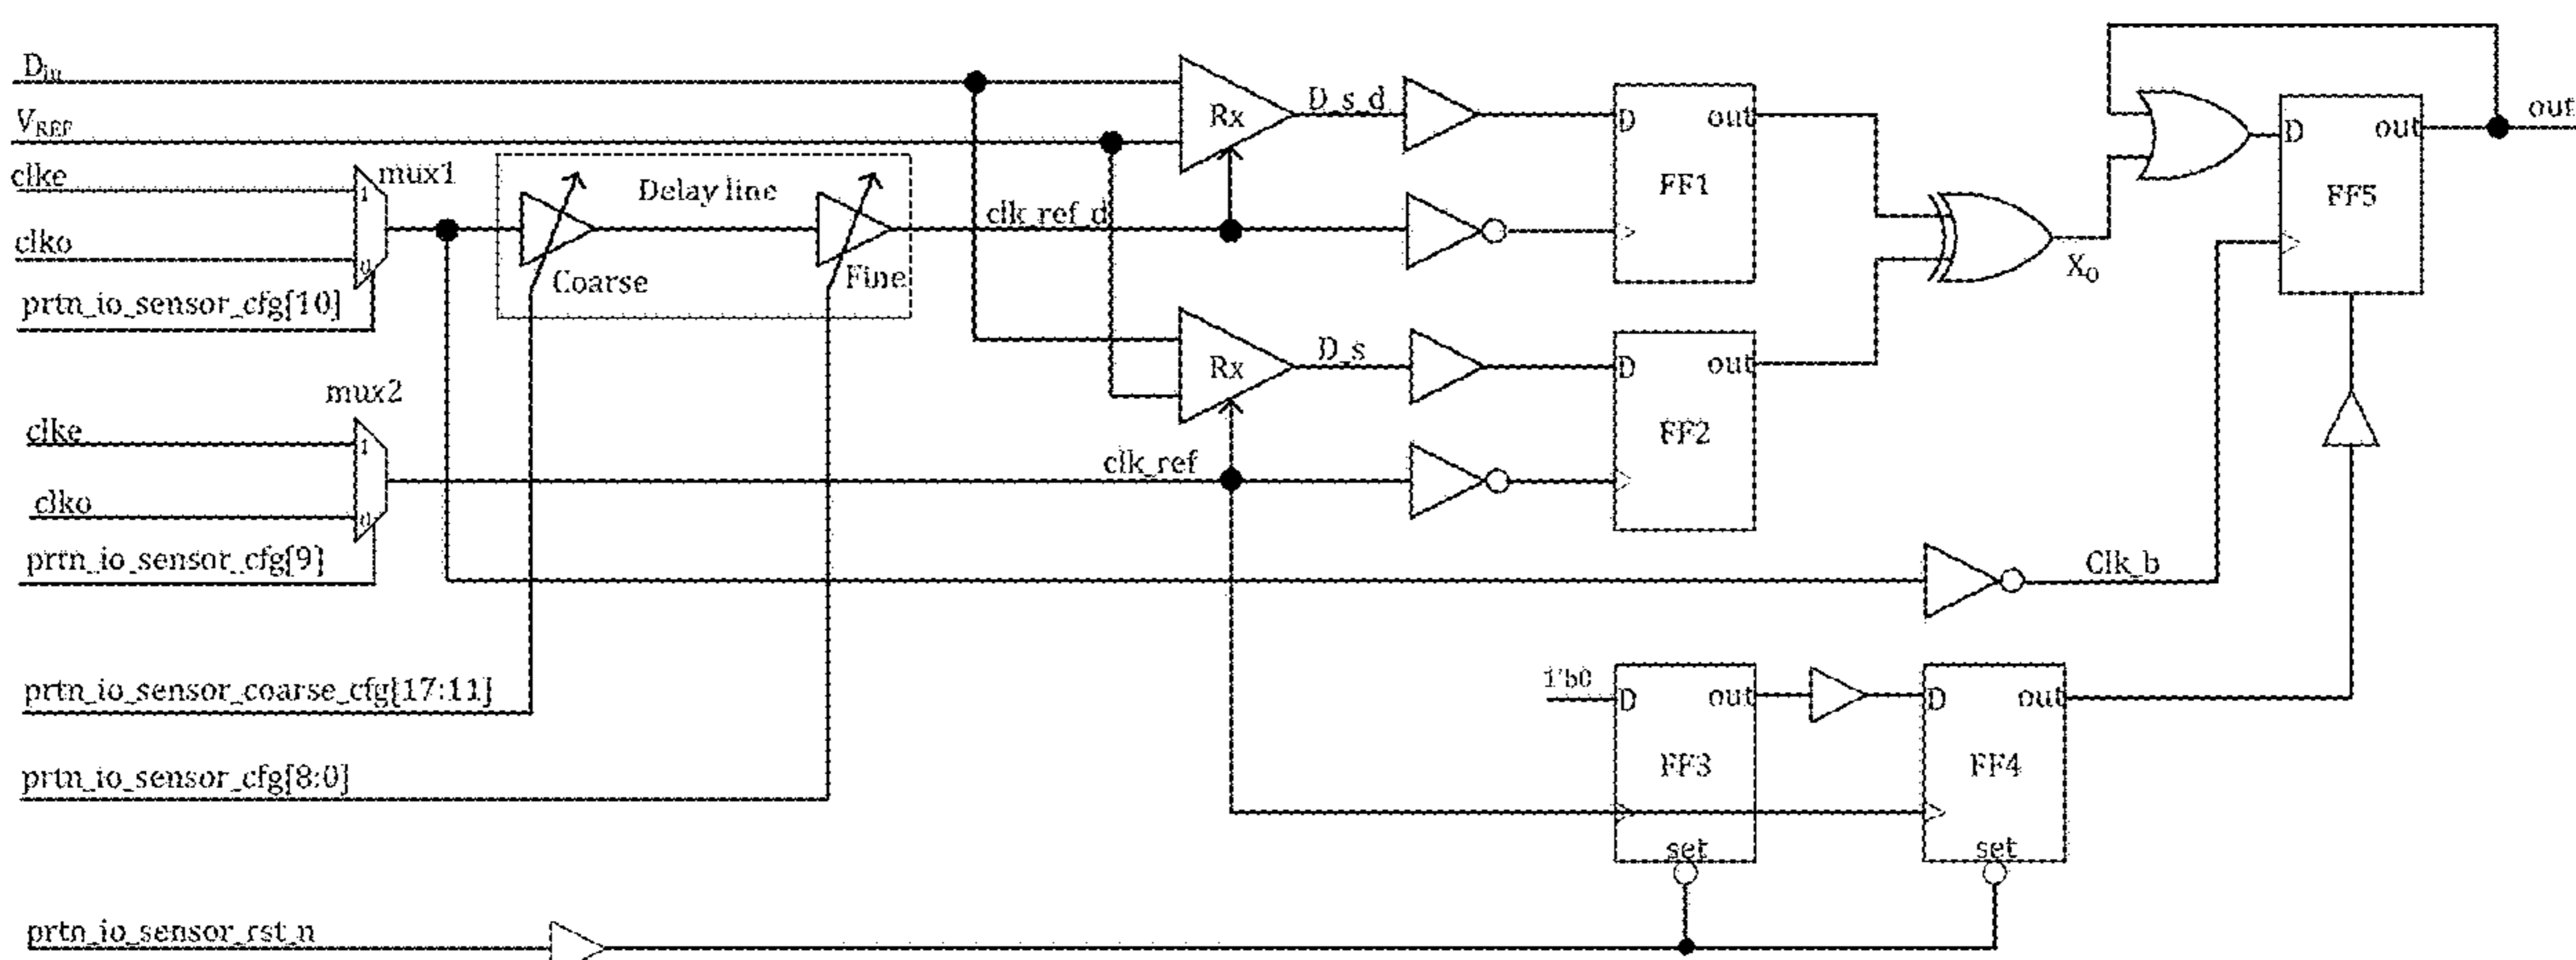 D_in
V_REF
clke
mux1
1
clko
0
prtn_io_sensor_cfg[10]
Delay line
Coarse
Fine
clk_ref_d
Rx
D_s_d
D
out
FF1
X_O
D
out
FF5
out
mux2
clke
1
clko
0
prtn_io_sensor_cfg[9]
clk_ref
Rx
D_s
D
out
FF2
Clk_b
prtn_io_sensor_coarse_cfg[17:11]
1'b0
D
out
FF3
set
D
out
FF4
set
prtn_io_sensor_cfg[8:0]
prtn_io_sensor_rst_n